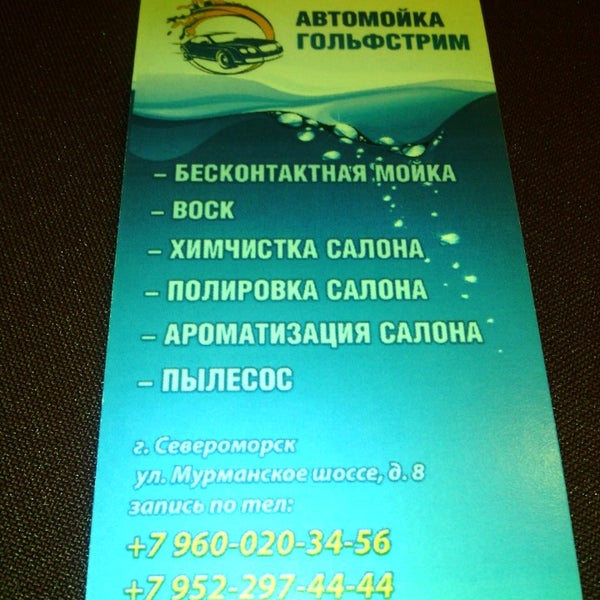 АВТОМОЙКА
ГОЛЬФСТРИМ
– БЕСКОНТАКТНАЯ МОЙКА
– ВОСК
– ХИМЧИСТКА САЛОНА
– ПОЛИРОВКА САЛОНА
– АРОМАТИЗАЦИЯ САЛОНА
– ПЫЛЕСОС
г. Североморск
ул. Мурманское шоссе, д. 8
запись по тел:
+7 960-020-34-56
+7 952-297-44-44